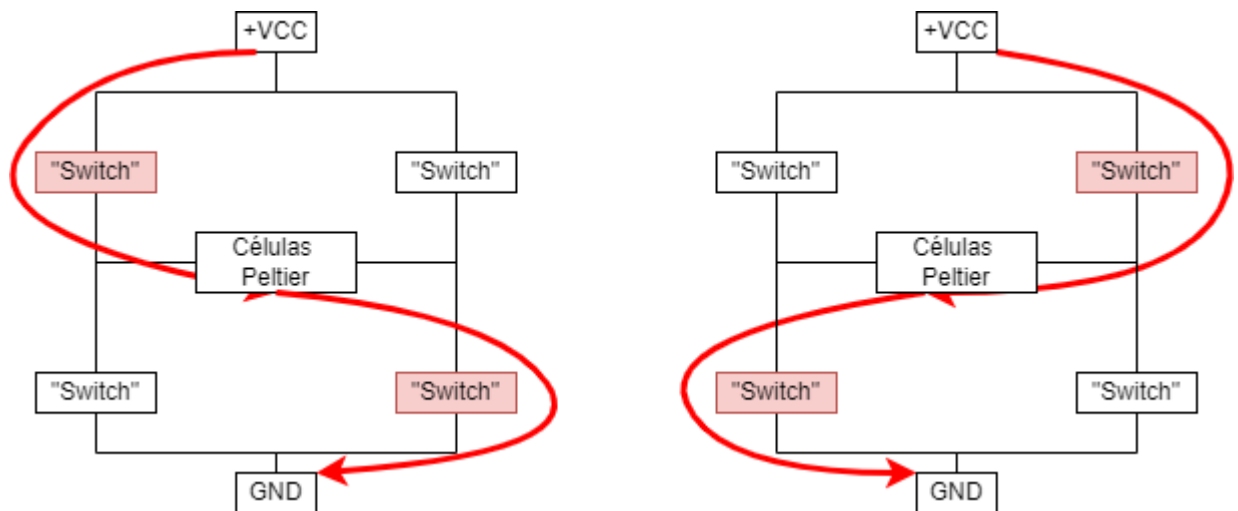 +VCC
"Switch"
"Switch"
Células
Peltier
"Switch"
"Switch"
GND
+VCC
"Switch"
"Switch"
Células
Peltier
"Switch"
"Switch"
GND